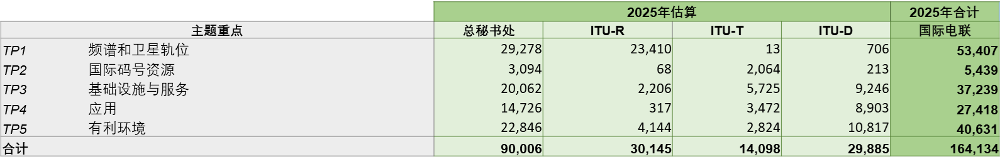 2025年估算 2025年合计
主题重点 总秘书处 ITU-R ITU-T ITU-D 国际电联
TP1 频谱和卫星轨位 29,278 23,410 13 706 53,407
TP2 国际码号资源 3,094 68 2,064 213 5,439
TP3 基础设施与服务 20,062 2,206 5,725 9,246 37,239
TP4 应用 14,726 317 3,472 8,903 27,418
TP5 有利环境 22,846 4,144 2,824 10,817 40,631
合计 90,006 30,145 14,098 29,885 164,134